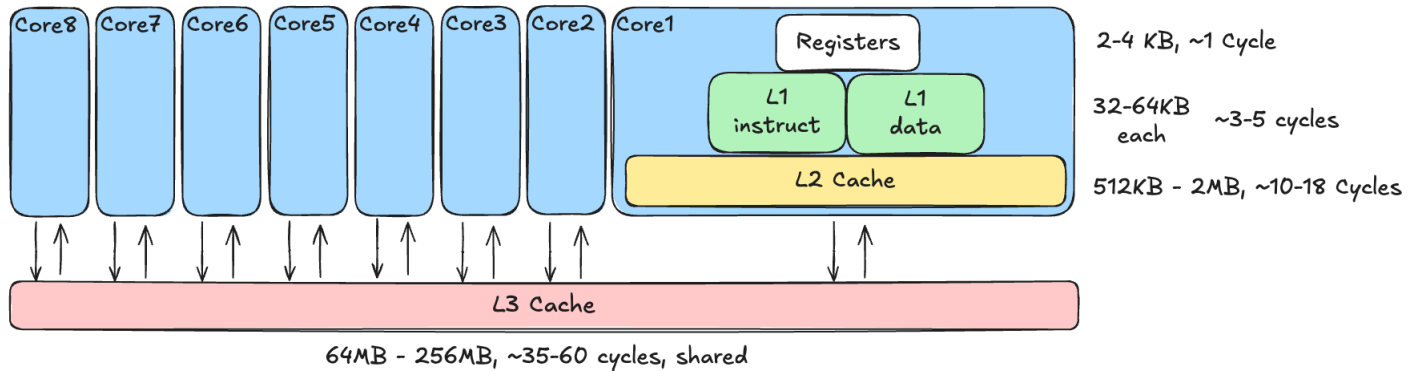 Core8
Core7
Core6
Core5
Core4
Core3
Core2
Core1
Registers
2-4 KB, ~1 Cycle
L1
instruct
L1
data
32-64KB
each
~3-5 cycles
L2 Cache
512KB - 2MB, ~10-18 Cycles
L3 Cache
64MB - 256MB, ~35-60 cycles, shared